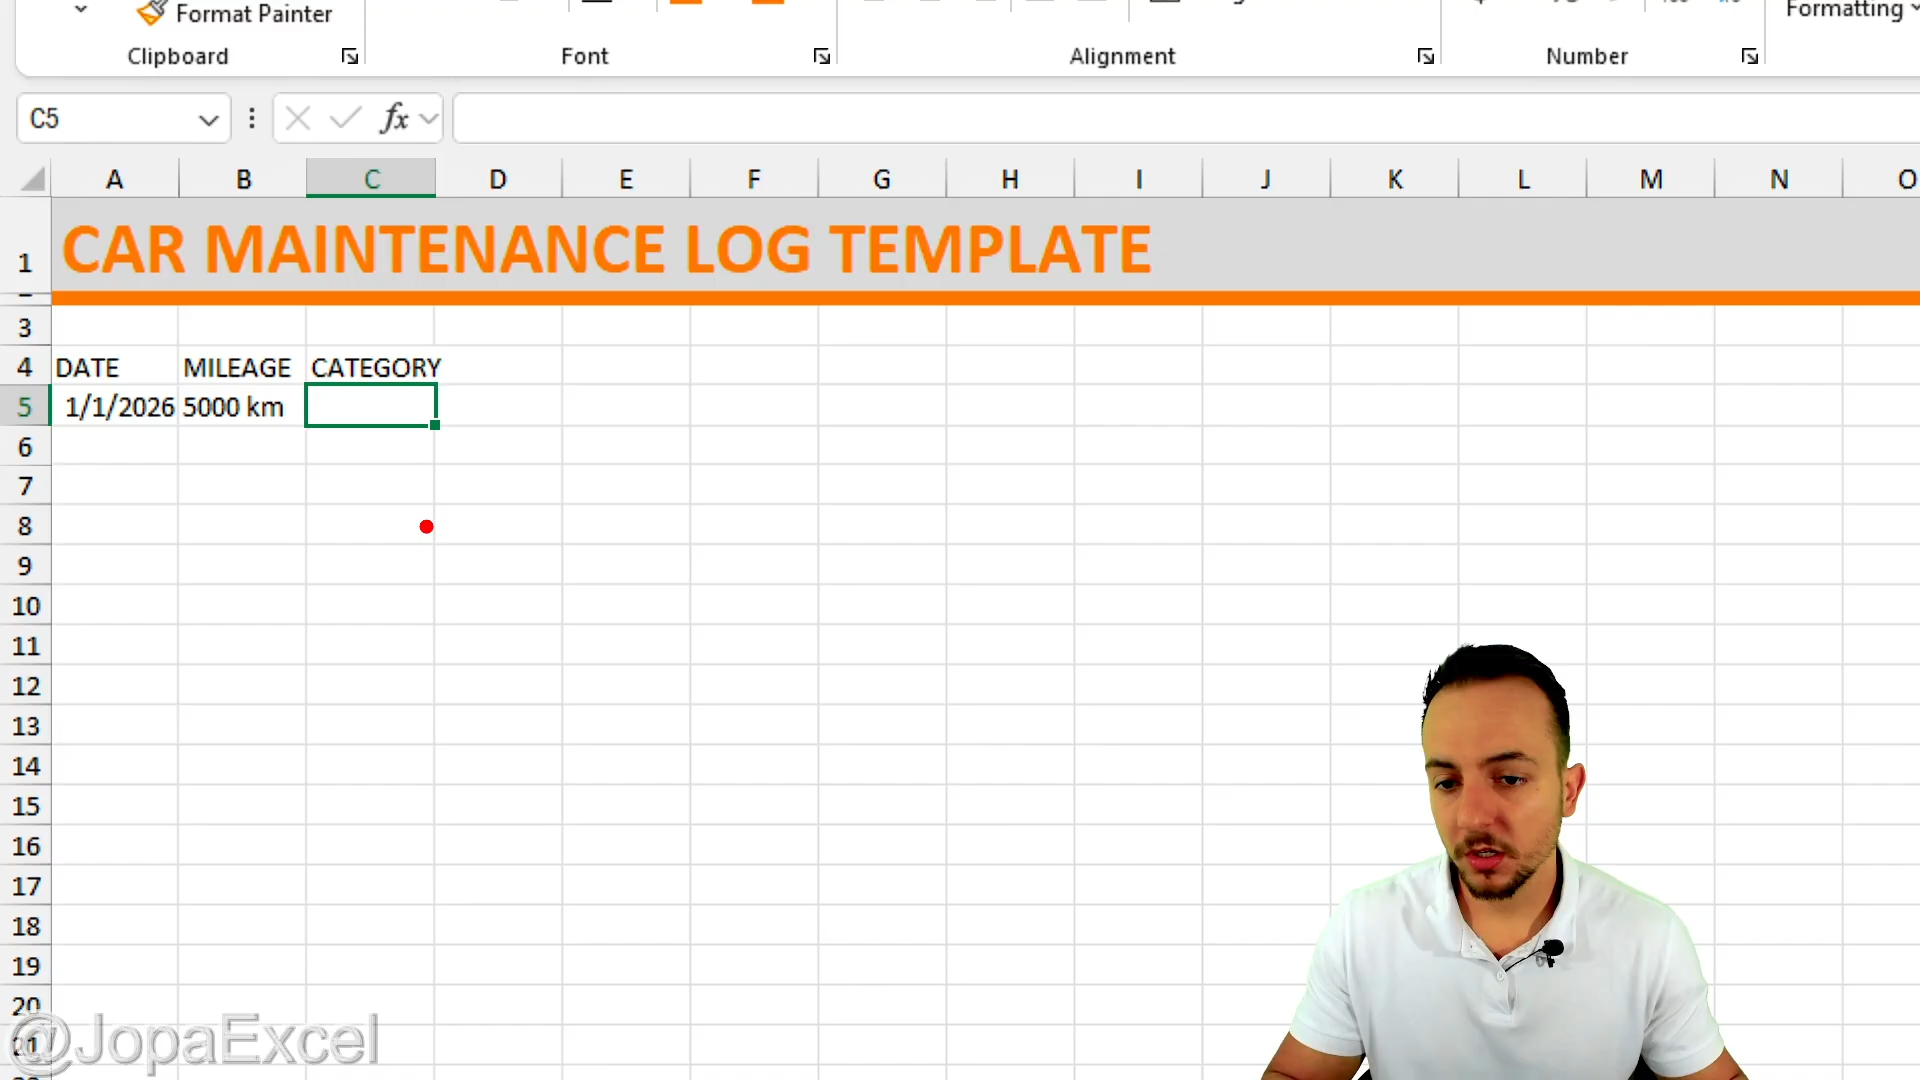 Format Painter
Formatting
Clipboard
Font
Alignment
Number
C5
fx
A B C D E F G H I J K L M N O
1 CAR MAINTENANCE LOG TEMPLATE
3
4 DATE MILEAGE CATEGORY
5 1/1/2026 5000 km
6
7
8
9
10
11
12
13
14
15
16
17
18
19
20
21
@JopaExcel